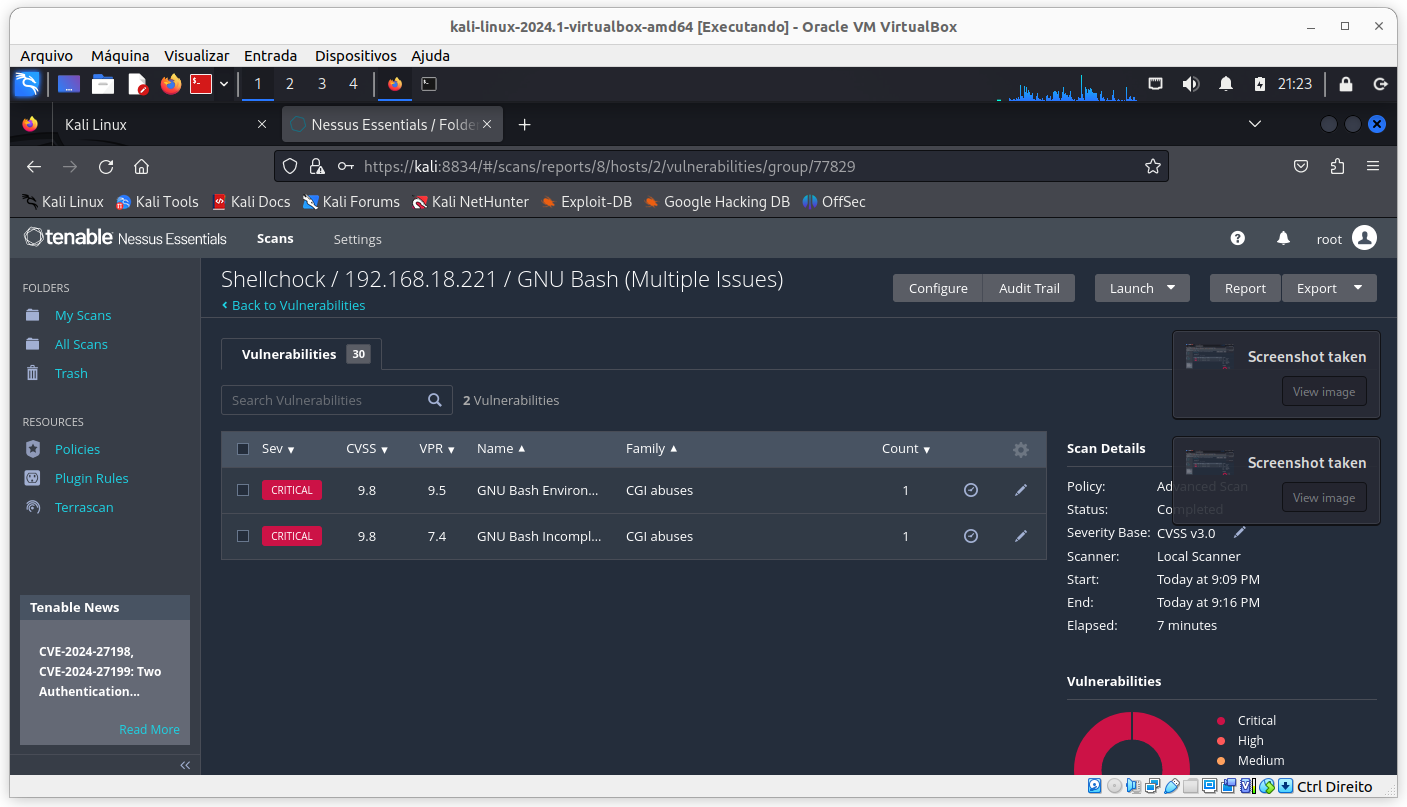 kali-linux-2024.1-virtualbox-amd64 [Executando] - Oracle VM VirtualBox
Arquivo Máquina Visualizar Entrada Dispositivos Ajuda
1 2 3 4 21:23
Kali Linux
Nessus Essentials / Folde
https://kali:8834/#/scans/reports/8/hosts/2/vulnerabilities/group/77829
Kali Linux Kali Tools Kali Docs Kali Forums Kali NetHunter Exploit-DB Google Hacking DB OffSec
tenable Nessus Essentials Scans Settings root
FOLDERS
My Scans
All Scans
Trash
RESOURCES
Policies
Plugin Rules
Terrascan
Tenable News
CVE-2024-27198,
CVE-2024-27199: Two
Authentication...
Read More
Shellchock / 192.168.18.221 / GNU Bash (Multiple Issues)
Back to Vulnerabilities
Configure Audit Trail Launch Report Export
Vulnerabilities 30
Search Vulnerabilities 2 Vulnerabilities
Sev CVSS VPR Name Family Count
CRITICAL 9.8 9.5 GNU Bash Environ... CGI abuses 1
CRITICAL 9.8 7.4 GNU Bash Incompl... CGI abuses 1
Screenshot taken
View image
Screenshot taken
View image
Scan Details
Policy: Advanced Scan
Status: Completed
Severity Base: CVSS v3.0
Scanner: Local Scanner
Start: Today at 9:09 PM
End: Today at 9:16 PM
Elapsed: 7 minutes
Vulnerabilities
Critical
High
Medium
Ctrl Direito